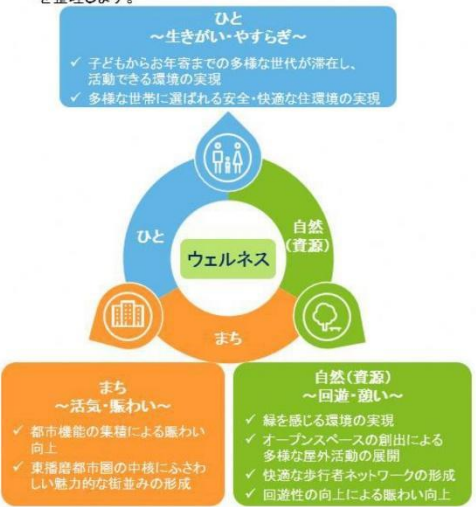 を整理します。
ひと
～生きがい・やすらぎ～
✓ 子どもからお年寄までの多様な世代が滞在し、
活動できる環境の実現
✓ 多様な世帯に選ばれる安全・快適な住環境の実現
ひと
自然
(資源)
ウェルネス
まち
まち
～活気・賑わい～
✓ 都市機能の集積による賑わい
向上
✓ 東播磨都市圏の中核にふさわ
しい魅力的な街並みの形成
自然(資源)
～回遊・憩い～
✓ 緑を感じる環境の実現
✓ オープンスペースの創出による
多様な屋外活動の展開
✓ 快適な歩行者ネットワークの形成
✓ 回遊性の向上による賑わい向上